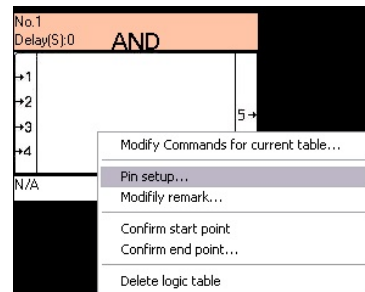 No.1
Delay(S):0 AND
→1
→2
→3
→4
5→
N/A
Modify Commands for current table...
Pin setup...
Modifily remark...
Confirm start point
Confirm end point...
Delete logic table